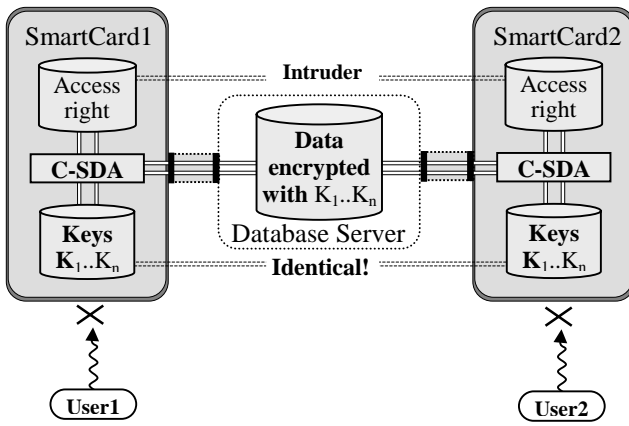 SmartCard1
SmartCard2
Access
right
Intruder
Access
right
C-SDA
Data
encrypted
with K1..Kn
C-SDA
Keys
K1..Kn
Database Server
Keys
K1..Kn
Identical!
User1
User2